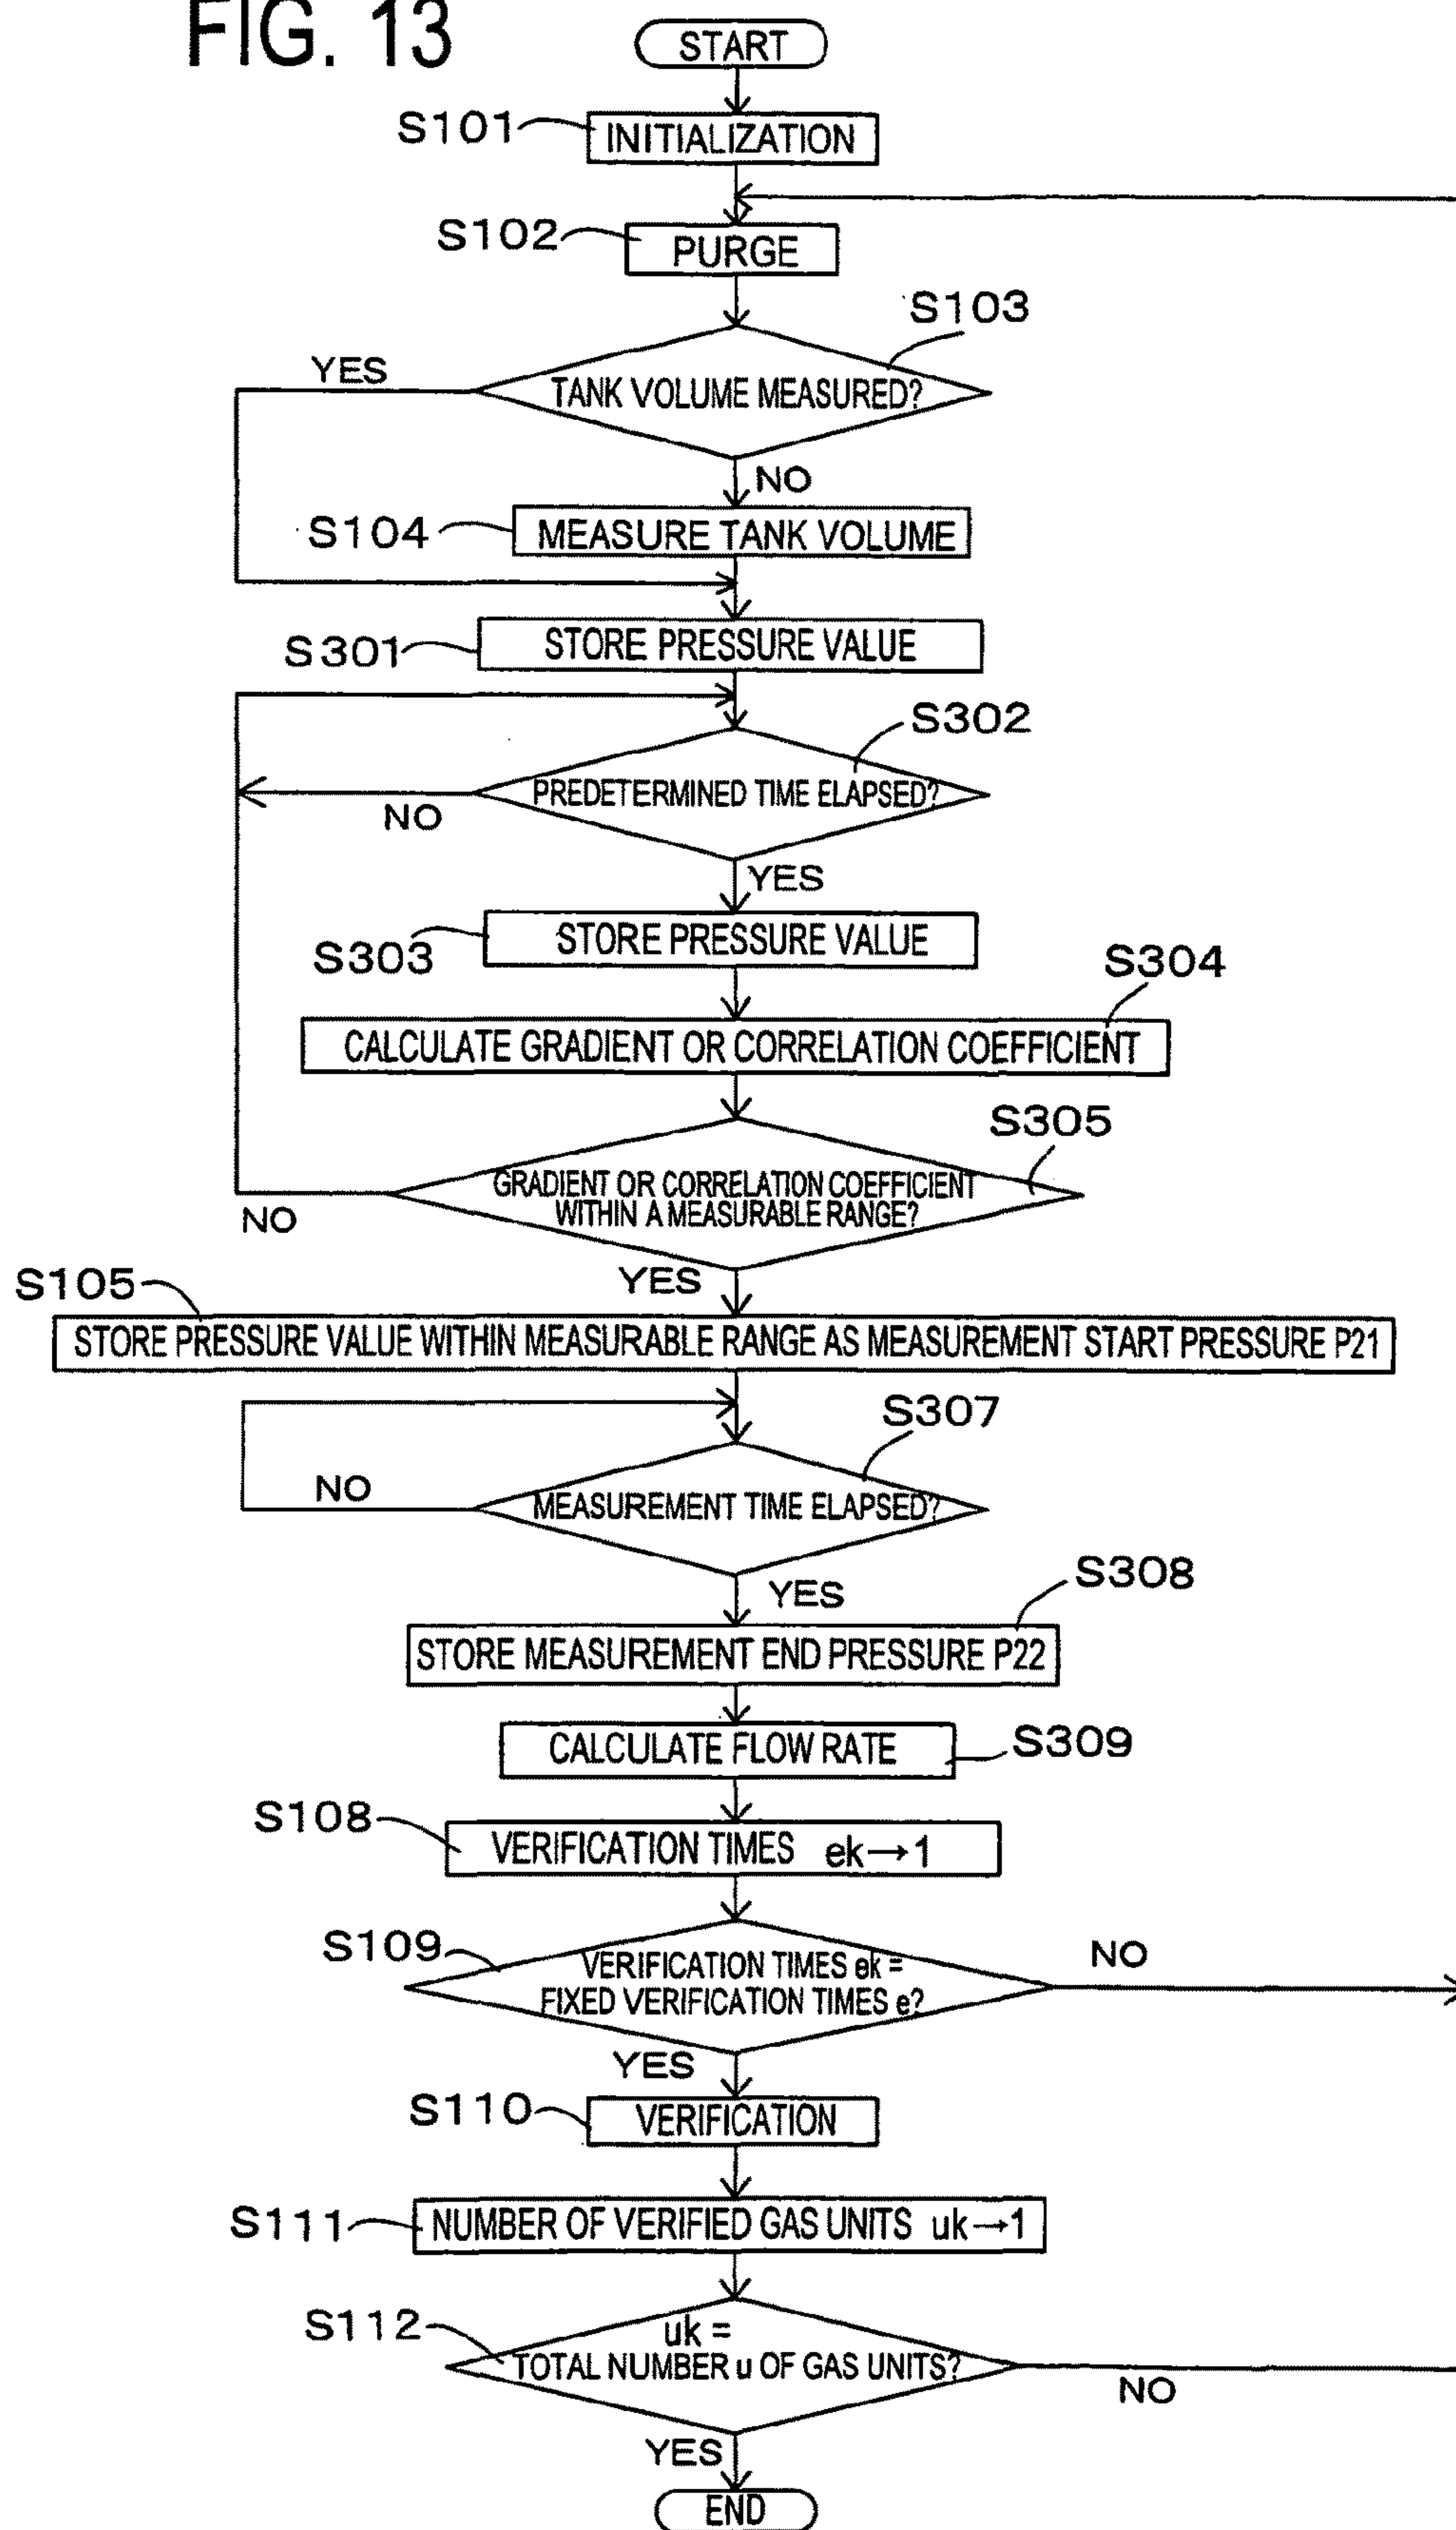 FIG. 13
START
S101
INITIALIZATION
S102
PURGE
S103
YES
TANK VOLUME MEASURED?
NO
S104
MEASURE TANK VOLUME
S301
STORE PRESSURE VALUE
S302
PREDETERMINED TIME ELAPSED?
NO
YES
S303
STORE PRESSURE VALUE
S304
CALCULATE GRADIENT OR CORRELATION COEFFICIENT
S305
GRADIENT OR CORRELATION COEFFICIENT
WITHIN A MEASURABLE RANGE?
NO
YES
S105
STORE PRESSURE VALUE WITHIN MEASURABLE RANGE AS MEASUREMENT START PRESSURE P21
S307
NO
MEASUREMENT TIME ELAPSED?
YES
S308
STORE MEASUREMENT END PRESSURE P22
CALCULATE FLOW RATE
S309
S108
VERIFICATION TIMES ek→1
S109
VERIFICATION TIMES ek =
FIXED VERIFICATION TIMES e?
NO
YES
S110
VERIFICATION
S111
NUMBER OF VERIFIED GAS UNITS uk→1
S112
uk =
TOTAL NUMBER u OF GAS UNITS?
NO
YES
END